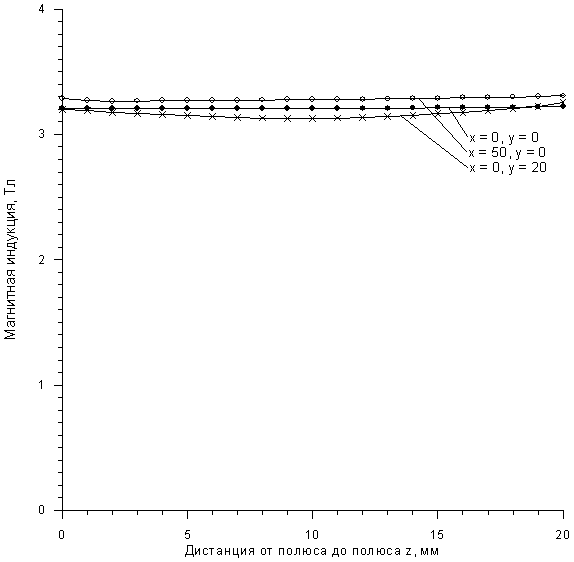 4
3
2
1
0
Магнитная индукция, Тл
x = 0, y = 0
x = 50, y = 0
x = 0, y = 20
0 5 10 15 20
Дистанция от полюса до полюса z, мм